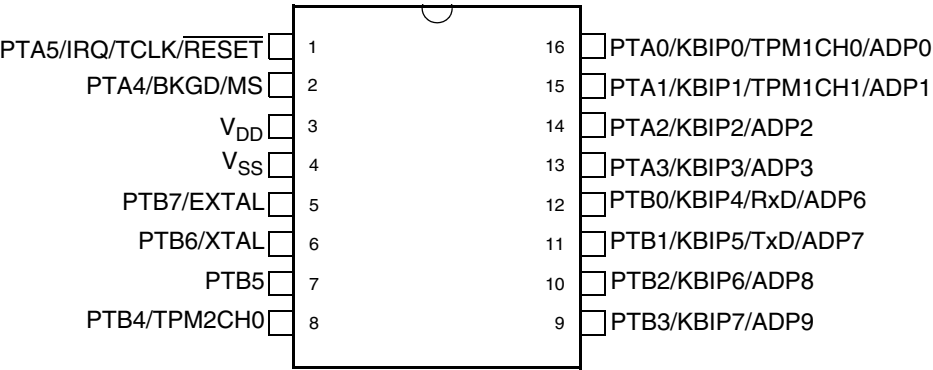 PTA5/IRQ/TCLK/RESET 1 16 PTA0/KBIP0/TPM1CH0/ADP0
PTA4/BKGD/MS 2 15 PTA1/KBIP1/TPM1CH1/ADP1
VDD 3 14 PTA2/KBIP2/ADP2
VSS 4 13 PTA3/KBIP3/ADP3
PTB7/EXTAL 5 12 PTB0/KBIP4/RxD/ADP6
PTB6/XTAL 6 11 PTB1/KBIP5/TxD/ADP7
PTB5 7 10 PTB2/KBIP6/ADP8
PTB4/TPM2CH0 8 9 PTB3/KBIP7/ADP9